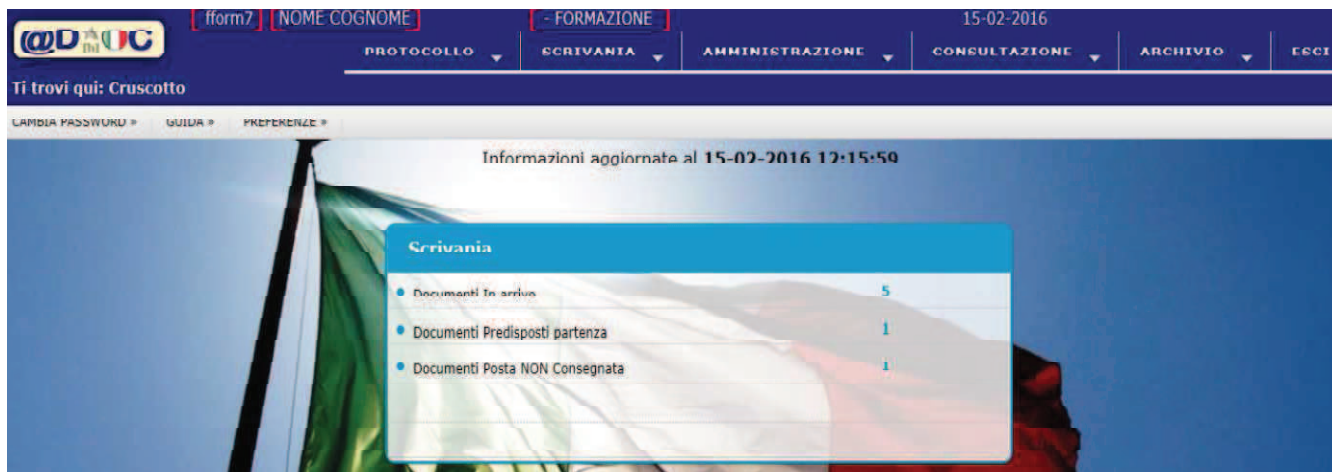 fform7 NOME COGNOME - FORMAZIONE 15-02-2016
PROTOCOLLO SCRIVANIA AMMINISTRAZIONE CONSULTAZIONE ARCHIVIO ESCI
Ti trovi qui: Cruscotto
CAMBIA PASSWORD » GUIDA » PREFERENZE »
Informazioni aggiornate al 15-02-2016 12:15:59
Scrivania
Documenti In arrivo 5
Documenti Predisposti partenza 1
Documenti Posta NON Consegnata 1